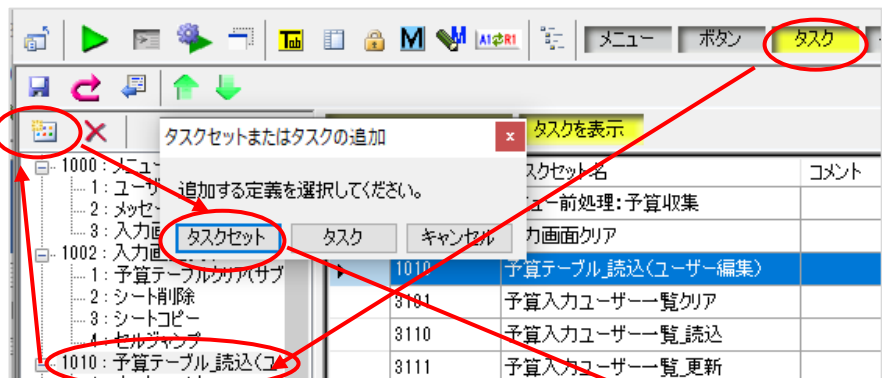 Tab M A1⇄R1 メニュー ボタン タスク
タスクセットまたはタスクの追加 x タスクを表示
追加する定義を選択してください。
タスクセット タスク キャンセル
1000:メニュー
1:ユーザ
2:メッセー
3:入力画
1002:入力画
1:予算テーブルクリア(サブ
2:シート削除
3:シートコピー
4:セルジャンプ
1010:予算テーブル_読込(ユ
スクセット名 コメント
ュー前処理:予算収集
力画面クリア
1010 予算テーブル_読込(ユーザー編集)
3101 予算入力ユーザー一覧クリア
3110 予算入力ユーザー一覧_読込
3111 予算入力ユーザー一覧_更新